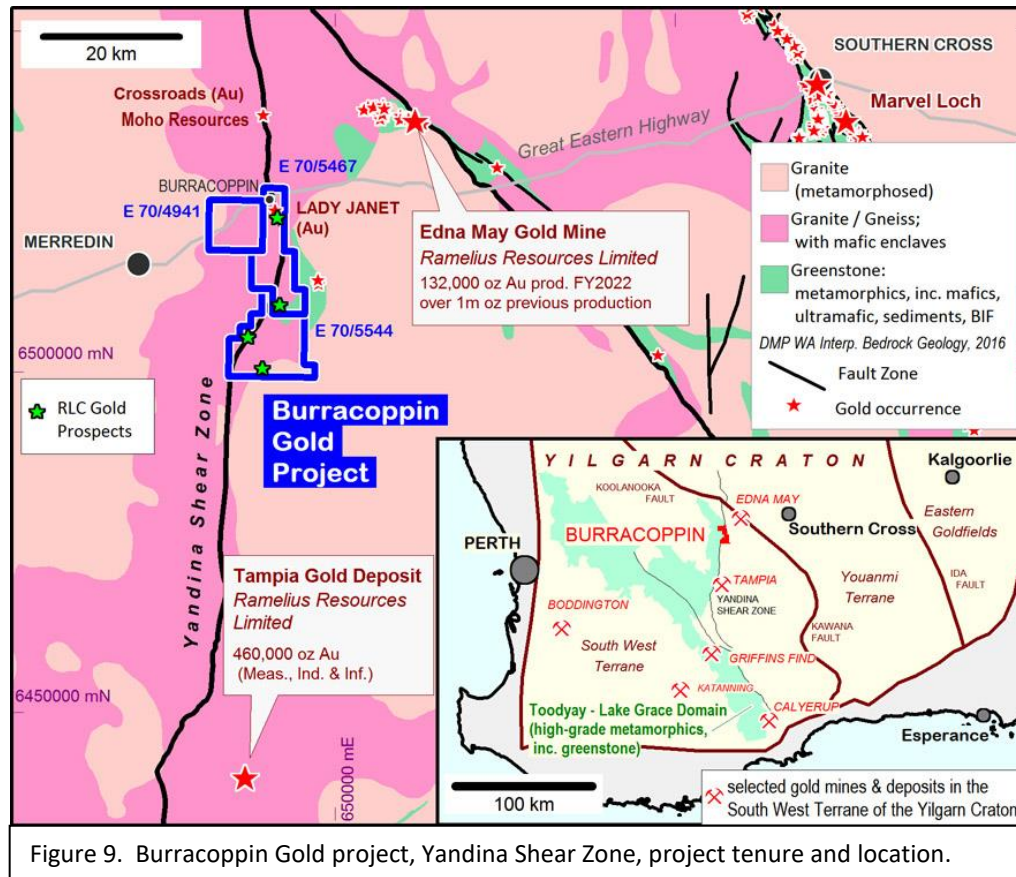 20 km
SOUTHERN CROSS
Crossroads (Au)
Moho Resources
Marvel Loch
Great Eastern Highway
E 70/5467
BURRACOPPIN
E 70/4941
LADY JANET
(Au)
MERREDIN
Edna May Gold Mine
Ramelius Resources Limited
132,000 oz Au prod. FY2022
over 1m oz previous production
Granite
(metamorphosed)
Granite / Gneiss;
with mafic enclaves
Greenstone:
metamorphics, inc. mafics,
ultramafic, sediments, BIF
DMP WA Interp. Bedrock Geology, 2016
Fault Zone
Gold occurrence
E 70/5544
6500000 mN
RLC Gold
Prospects
Burracoppin
Gold
Project
Yandina Shear Zone
Tampia Gold Deposit
Ramelius Resources
Limited
460,000 oz Au
(Meas., Ind. & Inf.)
6450000 mN
650000 mE
YILGARN CRATON
KOOLANOOKA
FAULT
Kalgoorlie
EDNA MAY
Southern Cross
Eastern
Goldfields
BURRACOPPIN
PERTH
TAMPIA
YANDINA
SHEAR ZONE
Youanmi
Terrane
IDA
FAULT
BODDINGTON
KAWANA
FAULT
South West
Terrane
GRIFFINS FIND
KATANNING
CALYERUP
Toodyay - Lake Grace Domain
(high-grade metamorphics,
inc. greenstone)
Esperance
100 km
selected gold mines & deposits in the
South West Terrane of the Yilgarn Craton
Figure 9. Burracoppin Gold project, Yandina Shear Zone, project tenure and location.